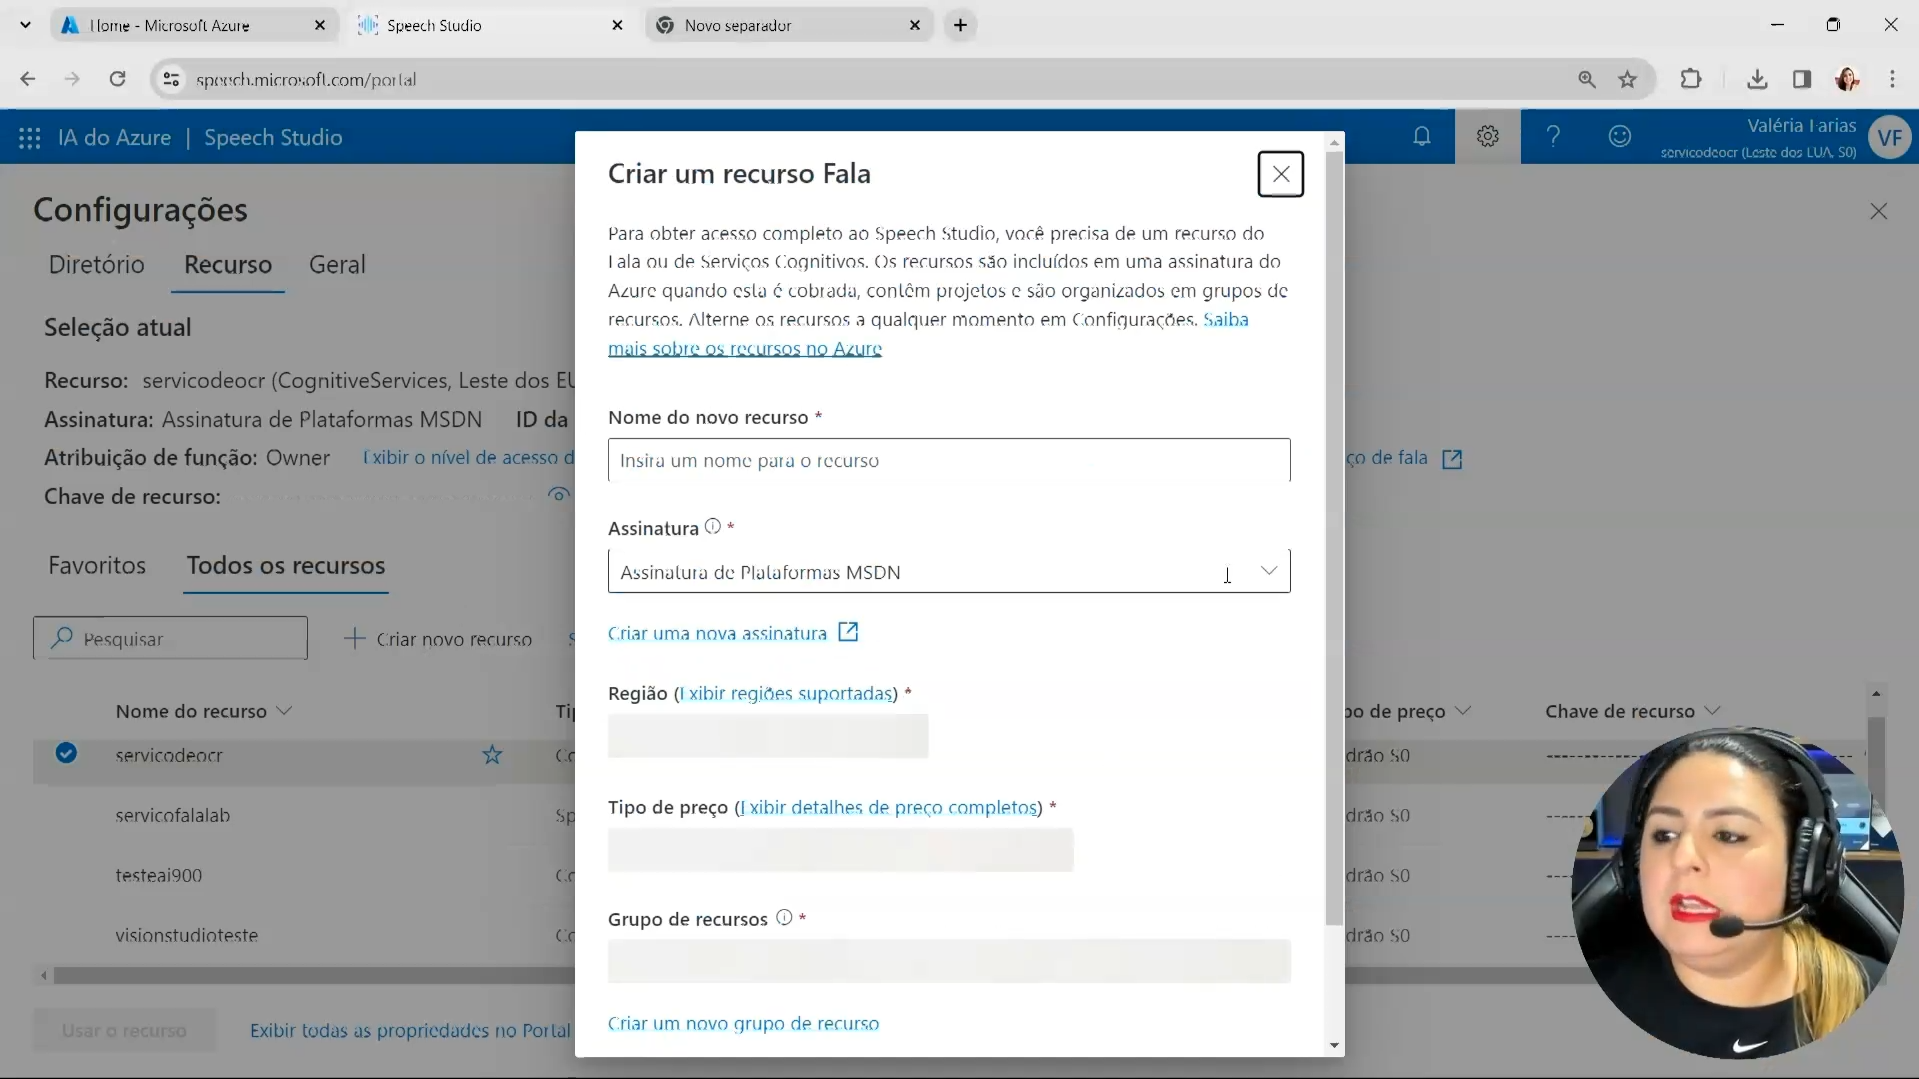 Home - Microsoft Azure
Speech Studio
Novo separador
speech.microsoft.com/portal
IA do Azure | Speech Studio
Valéria Farias
servicodeocr (Leste dos EUA, S0)
VF
Configurações
Diretório
Recurso
Geral
Seleção atual
Recurso: servicodeocr (CognitiveServices, Leste dos EU
Assinatura: Assinatura de Plataformas MSDN ID da
Atribuição de função: Owner Exibir o nível de acesso d
ço de fala
Chave de recurso:
Favoritos
Todos os recursos
Pesquisar
Criar novo recurso
Nome do recurso
Tip
po de preço
Chave de recurso
servicodeocr
Co
drão S0
servicofalalab
Sp
drão S0
testeai900
Co
drão S0
visionstudioteste
Co
drão S0
Usar o recurso
Exibir todas as propriedades no Portal
Criar um recurso Fala
Para obter acesso completo ao Speech Studio, você precisa de um recurso do
Fala ou de Serviços Cognitivos. Os recursos são incluídos em uma assinatura do
Azure quando esta é cobrada, contêm projetos e são organizados em grupos de
recursos. Alterne os recursos a qualquer momento em Configurações. Saiba
mais sobre os recursos no Azure
Nome do novo recurso *
Insira um nome para o recurso
Assinatura *
Assinatura de Plataformas MSDN
Criar uma nova assinatura
Região (Exibir regiões suportadas) *
Tipo de preço (Exibir detalhes de preço completos) *
Grupo de recursos *
Criar um novo grupo de recurso